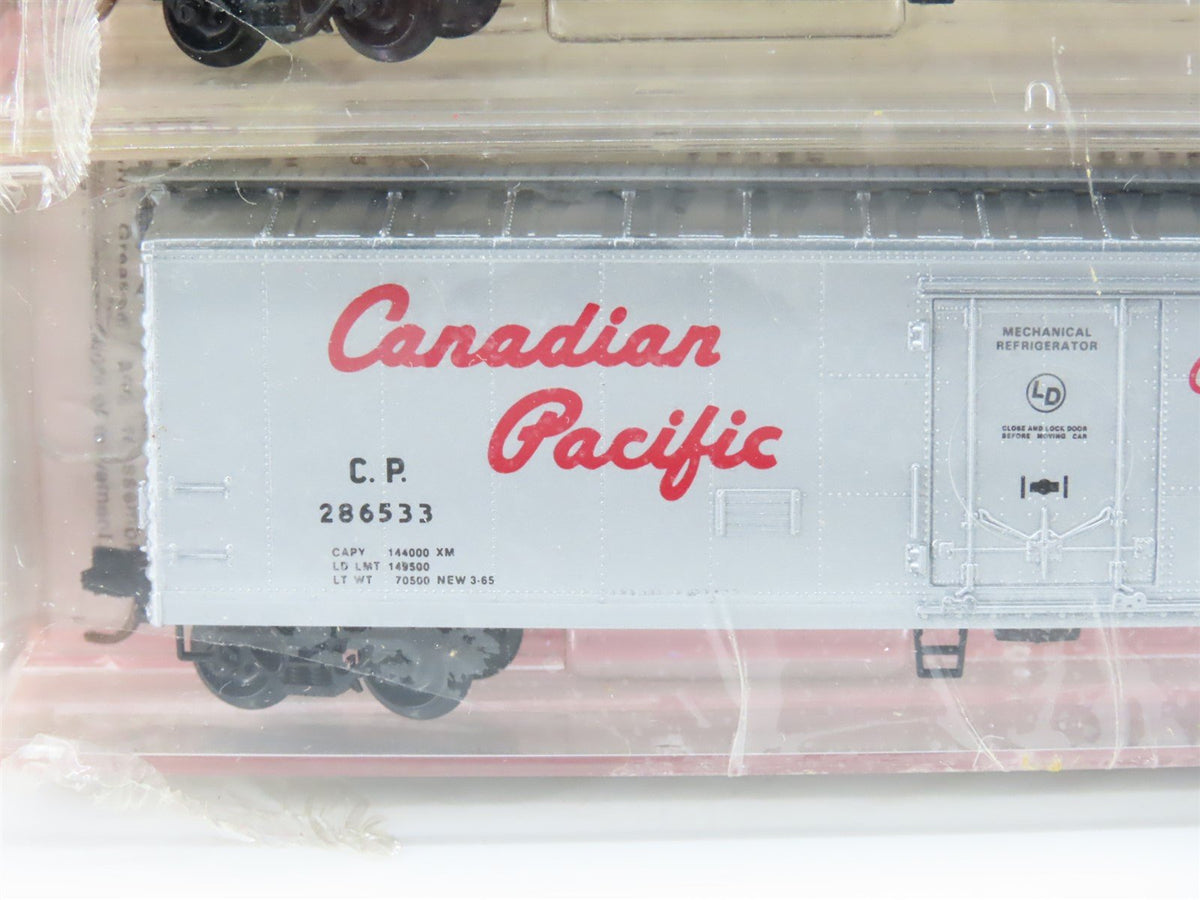 Canadian
Pacific
C.P.
286533
CAPY 144000 XM
LD LMT 149500
LT WT 70500 NEW 3-65
MECHANICAL
REFRIGERATOR
LD
CLOSE AND LOCK DOOR
BEFORE MOVING CAR